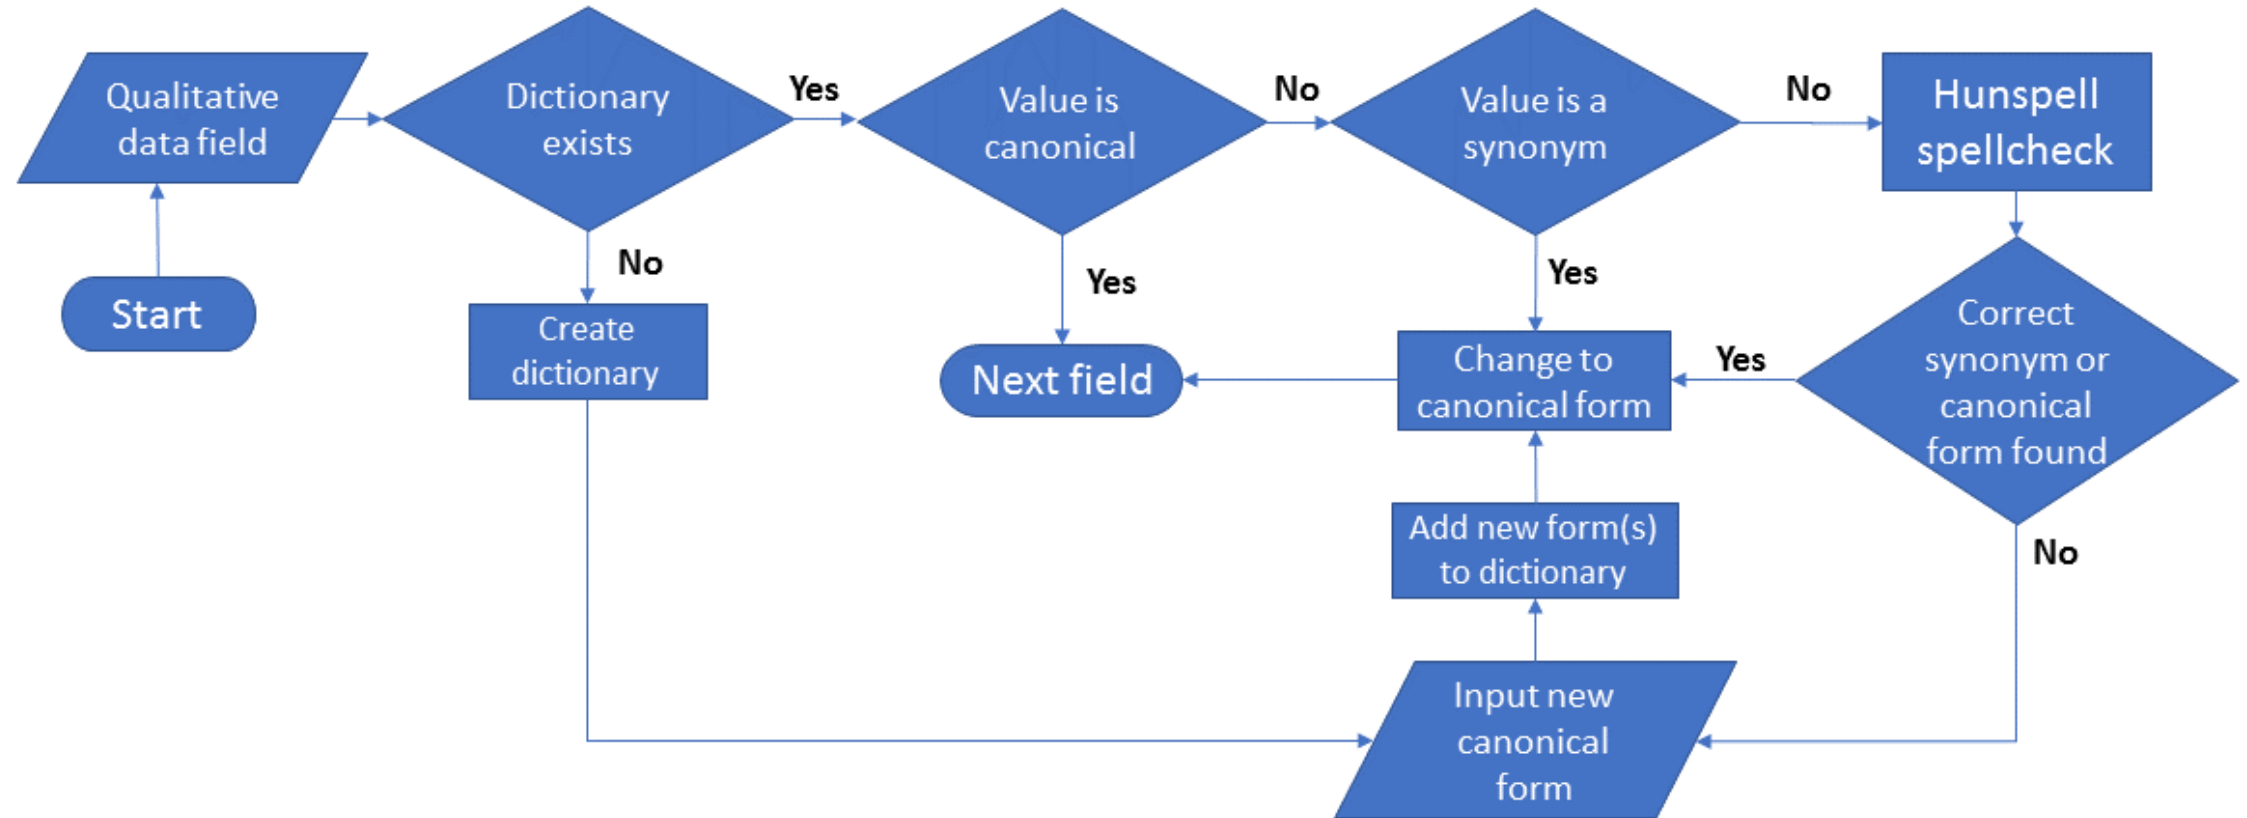 Qualitative
data field
Dictionary
exists
Yes
Value is
canonical
No
Value is a
synonym
No
Hunspell
spellcheck
Start
No
Create
dictionary
Yes
Next field
Yes
Change to
canonical form
Yes
Correct
synonym or
canonical
form found
Add new form(s)
to dictionary
No
Input new
canonical
form